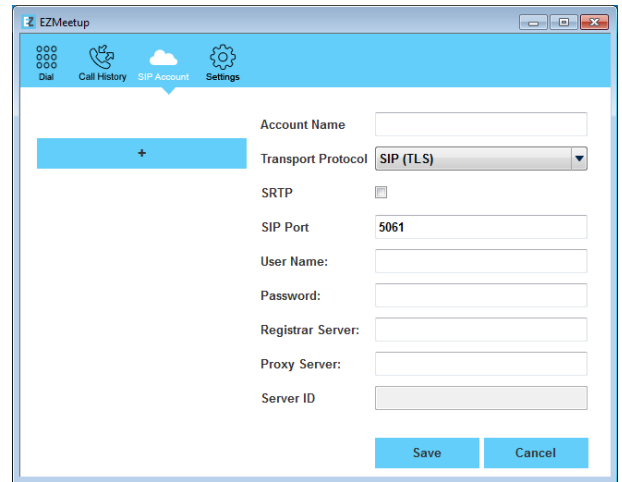 EZ EZMeetup
Dial Call History SIP Account Settings
Account Name
+
Transport Protocol SIP (TLS)
SRTP
SIP Port 5061
User Name:
Password:
Registrar Server:
Proxy Server:
Server ID
Save Cancel